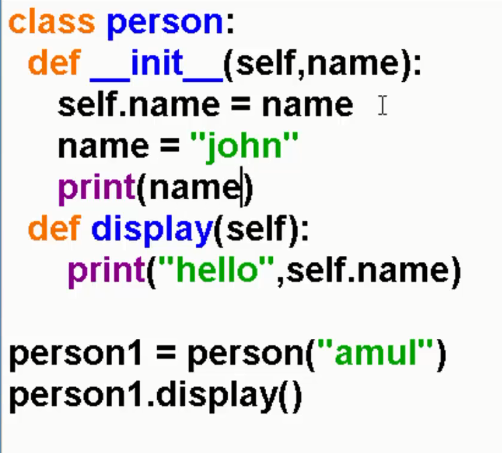 class person:
def __init__(self,name):
self.name = name
name = "john"
print(name)
def display(self):
print("hello",self.name)
person1 = person("amul")
person1.display()